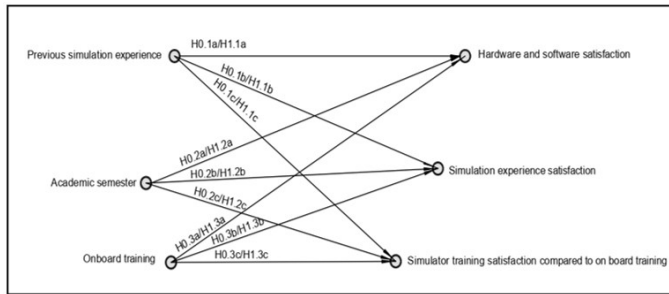 H0.1a/H1.1a
Previous simulation experience
Hardware and software satisfaction
H0.1b/H1.1b
H0.1c/H1.1c
H0.2a/H1.2a
H0.2b/H1.2b
Simulation experience satisfaction
Academic semester
H0.2c/H1.2c
H0.3a/H1.3a
H0.3b/H1.3b
H0.3c/H1.3c
Onboard training
Simulator training satisfaction compared to on board training